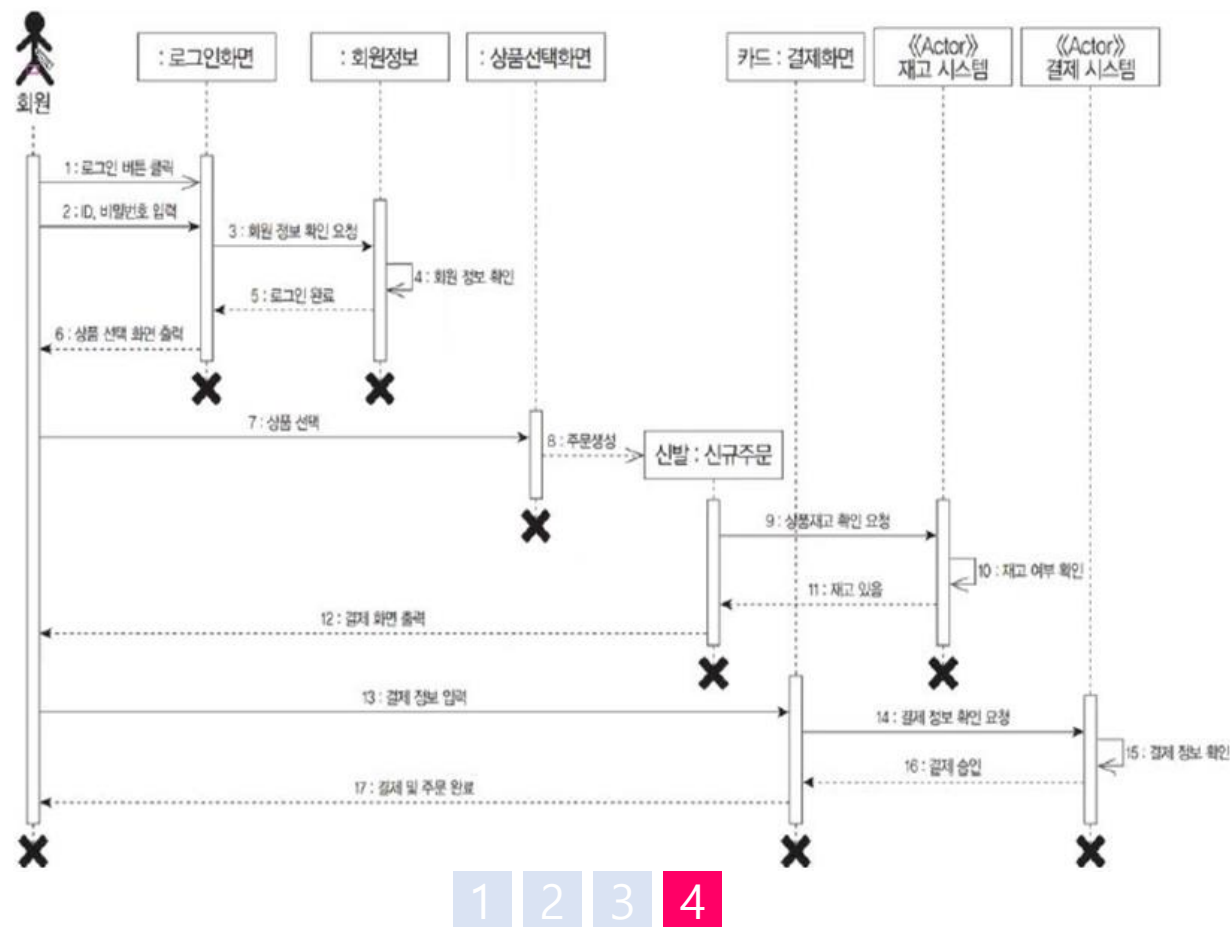 회원
: 로그인화면
: 회원정보
: 상품선택화면
카드 : 결제화면
《Actor》
재고 시스템
《Actor》
결제 시스템
1 : 로그인 버튼 클릭
2 : ID, 비밀번호 입력
3 : 회원 정보 확인 요청
4 : 회원 정보 확인
5 : 로그인 완료
6 : 상품 선택 화면 출력
7 : 상품 선택
8 : 주문생성
신발 : 신규주문
9 : 상품재고 확인 요청
10 : 재고 여부 확인
11 : 재고 있음
12 : 결제 화면 출력
13 : 결제 정보 입력
14 : 결제 정보 확인 요청
15 : 결제 정보 확인
16 : 결제 승인
17 : 결제 및 주문 완료
1 2 3 4